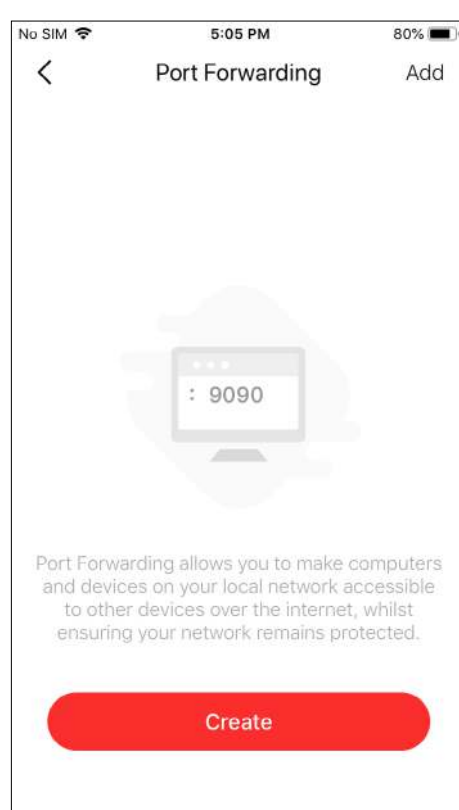 No SIM 5:05 PM 80%
Port Forwarding Add
: 9090
Port Forwarding allows you to make computers
and devices on your local network accessible
to other devices over the internet, whilst
ensuring your network remains protected.
Create